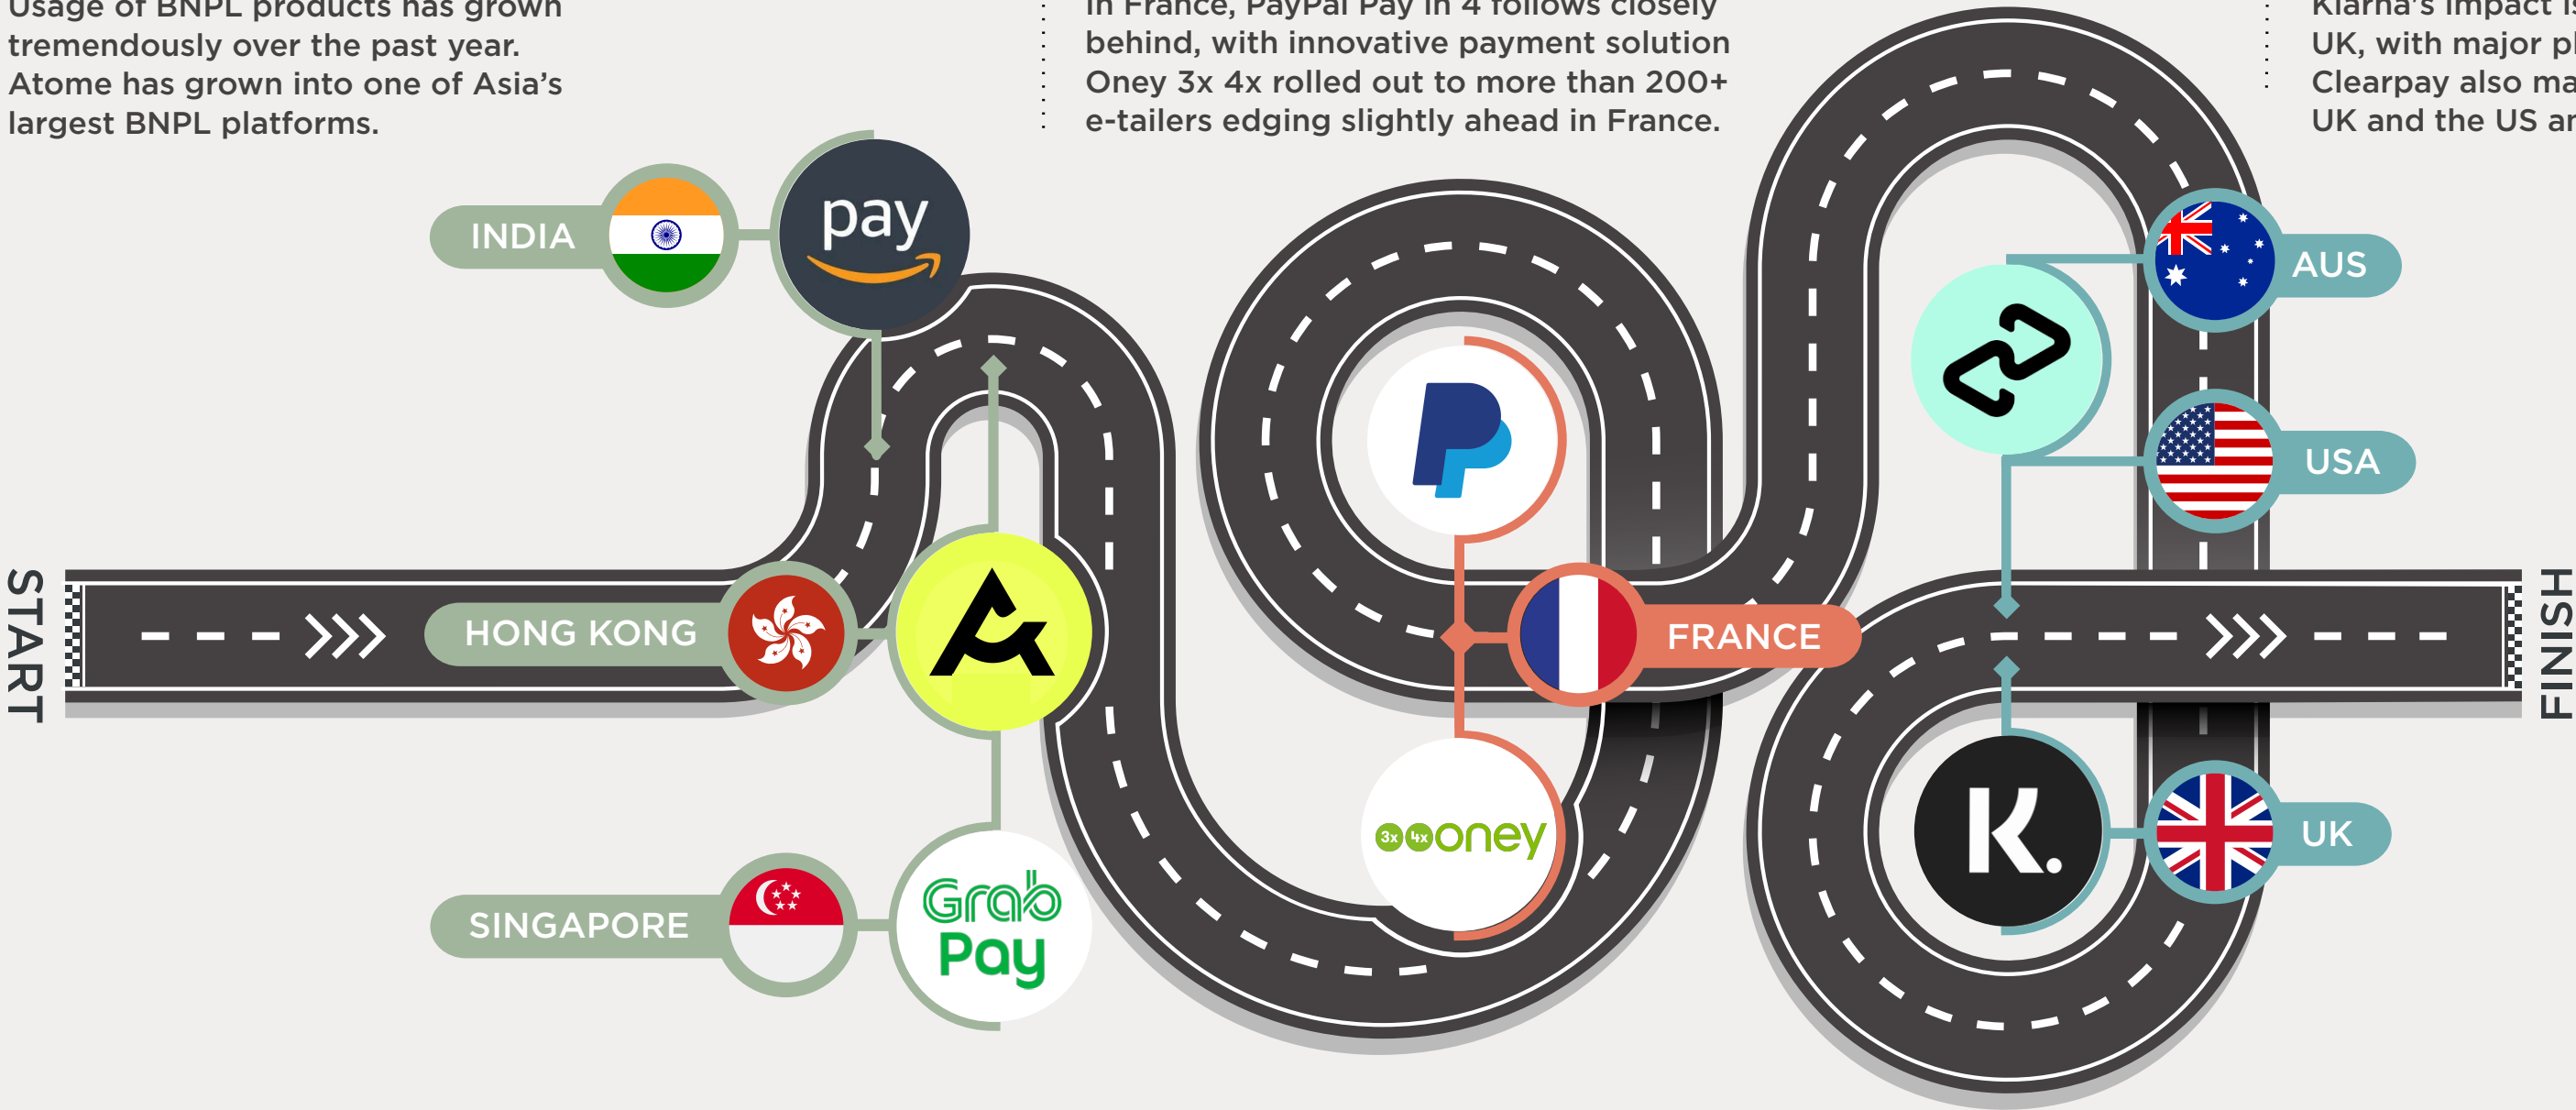 Usage of BNPL products has grown
tremendously over the past year.
Atome has grown into one of Asia's
largest BNPL platforms.
In France, PayPal Pay in 4 follows closely
behind, with innovative payment solution
Oney 3x 4x rolled out to more than 200+
e-tailers edging slightly ahead in France.
Klarna's impact
UK, with major
Clearpay also
UK and the US
INDIA
pay
AUS
USA
START
HONG KONG
FRANCE
FINISH
3x 4x oney
K.
UK
SINGAPORE
Grab
Pay